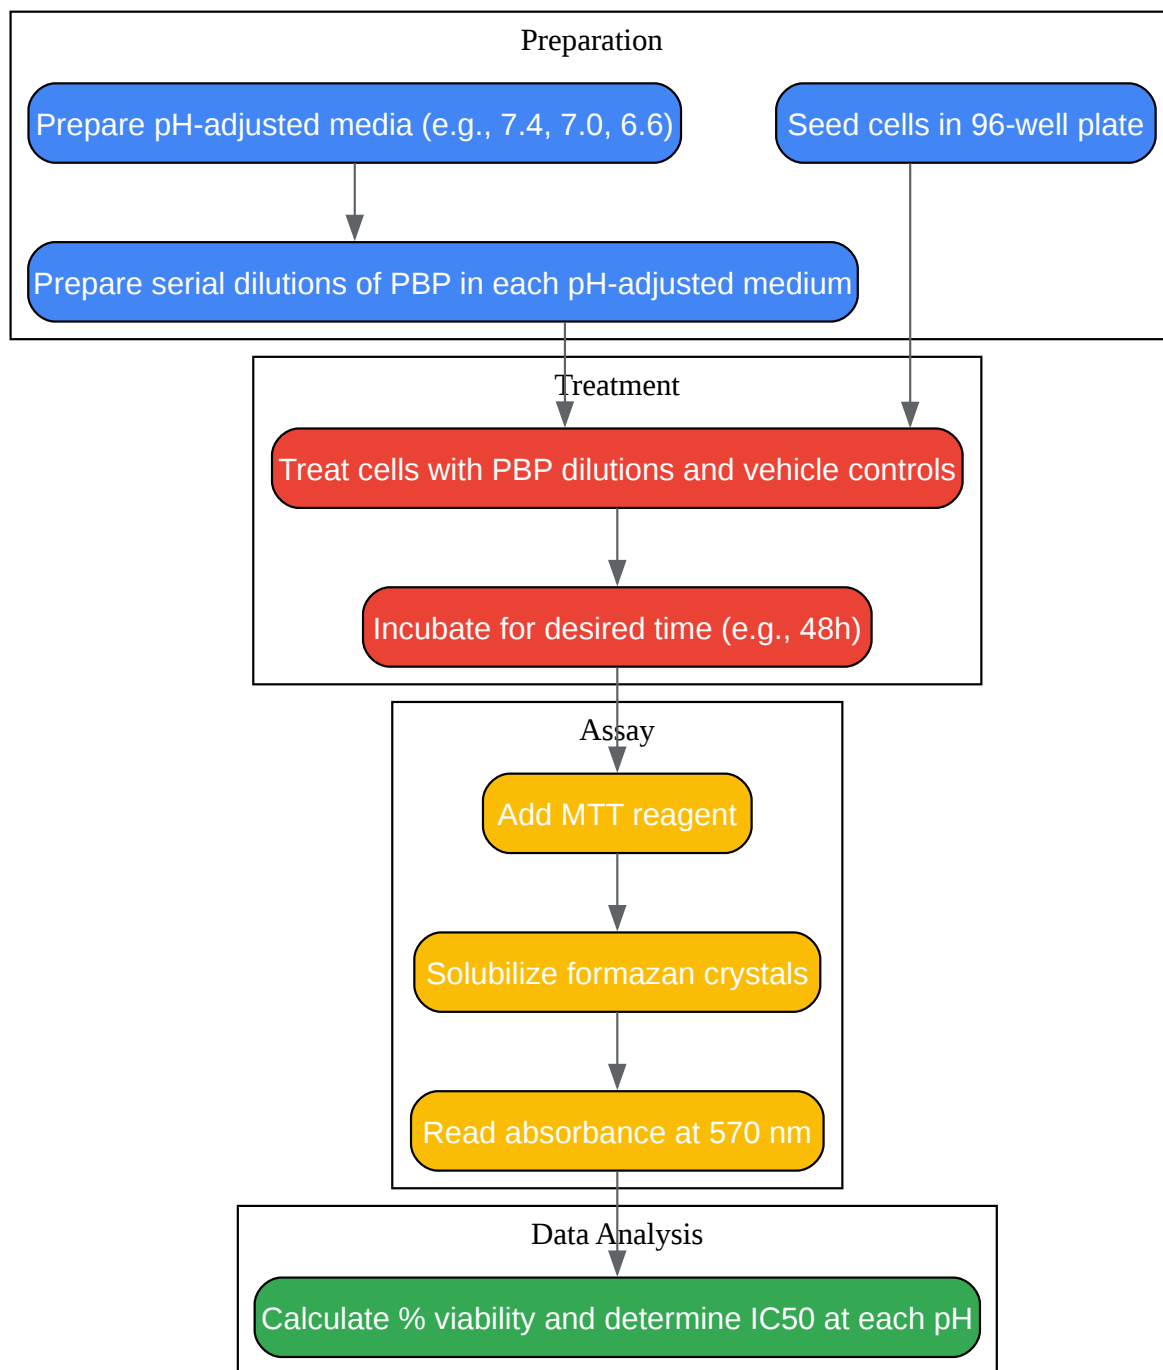 Preparation
Prepare pH-adjusted media (e.g., 7.4, 7.0, 6.6)
Seed cells in 96-well plate
Prepare serial dilutions of PBP in each pH-adjusted medium
Treatment
Treat cells with PBP dilutions and vehicle controls
Incubate for desired time (e.g., 48h)
Assay
Add MTT reagent
Solubilize formazan crystals
Read absorbance at 570 nm
Data Analysis
Calculate % viability and determine IC50 at each pH